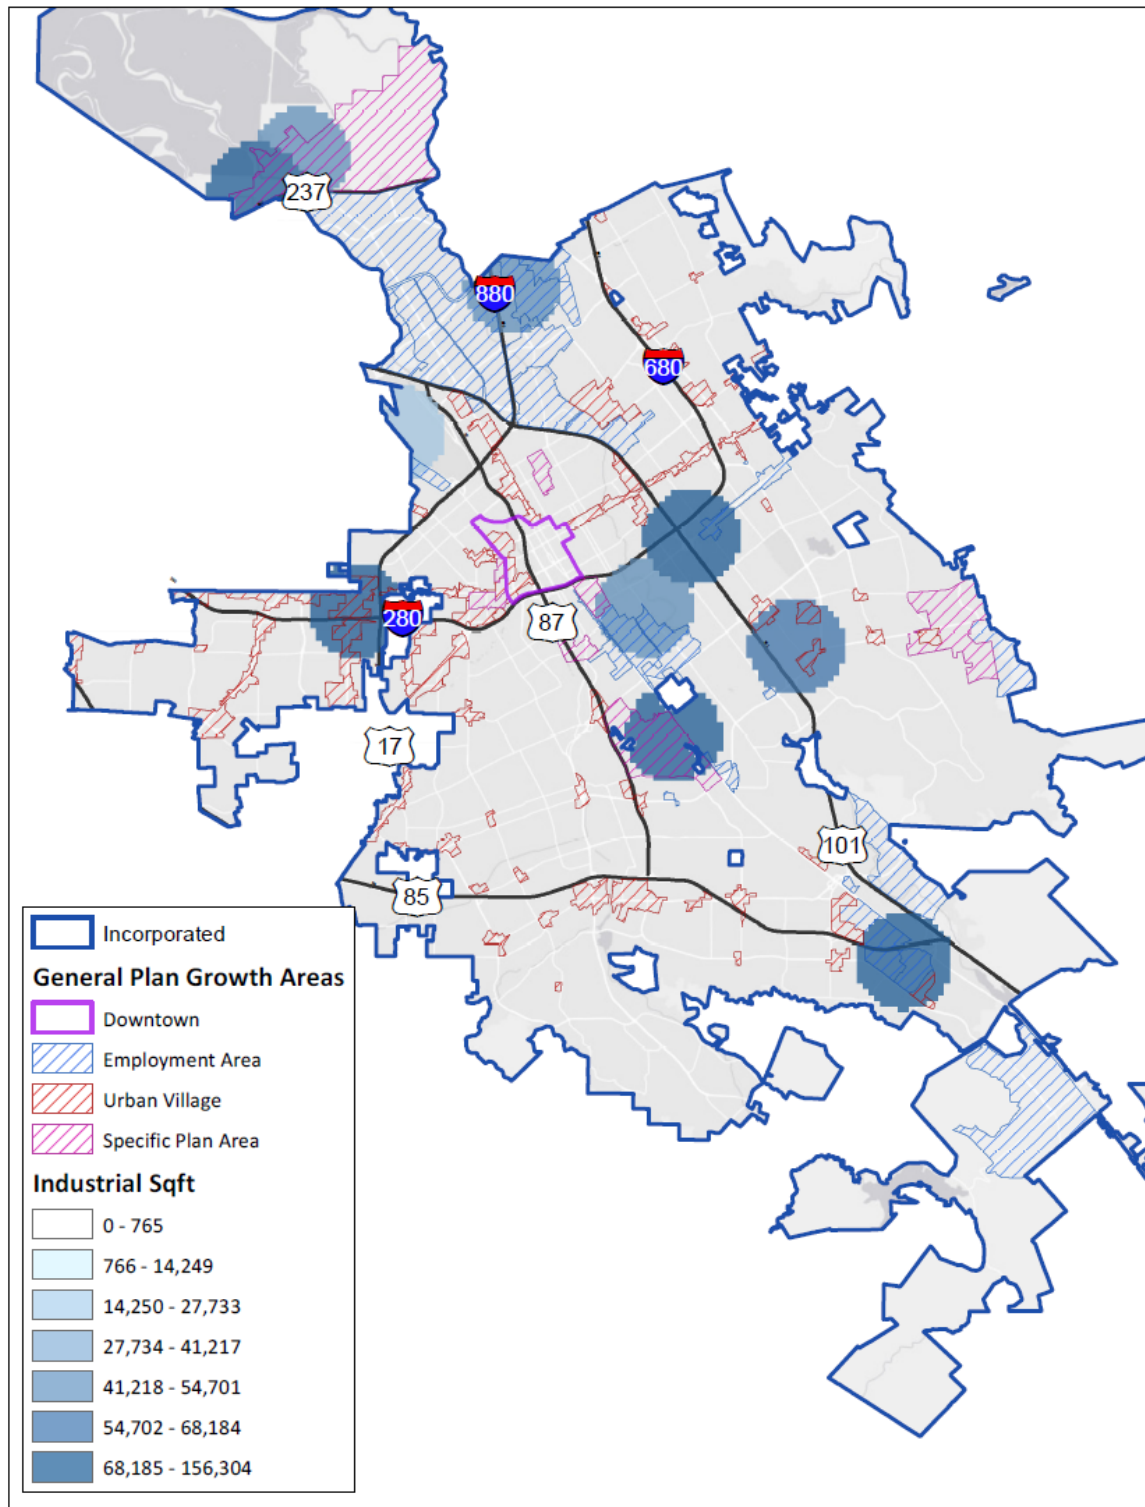 237
880
680
280
87
17
101
85
Incorporated
General Plan Growth Areas
Downtown
Employment Area
Urban Village
Specific Plan Area
Industrial Sqft
0 - 765
766 - 14,249
14,250 - 27,733
27,734 - 41,217
41,218 - 54,701
54,702 - 68,184
68,185 - 156,304